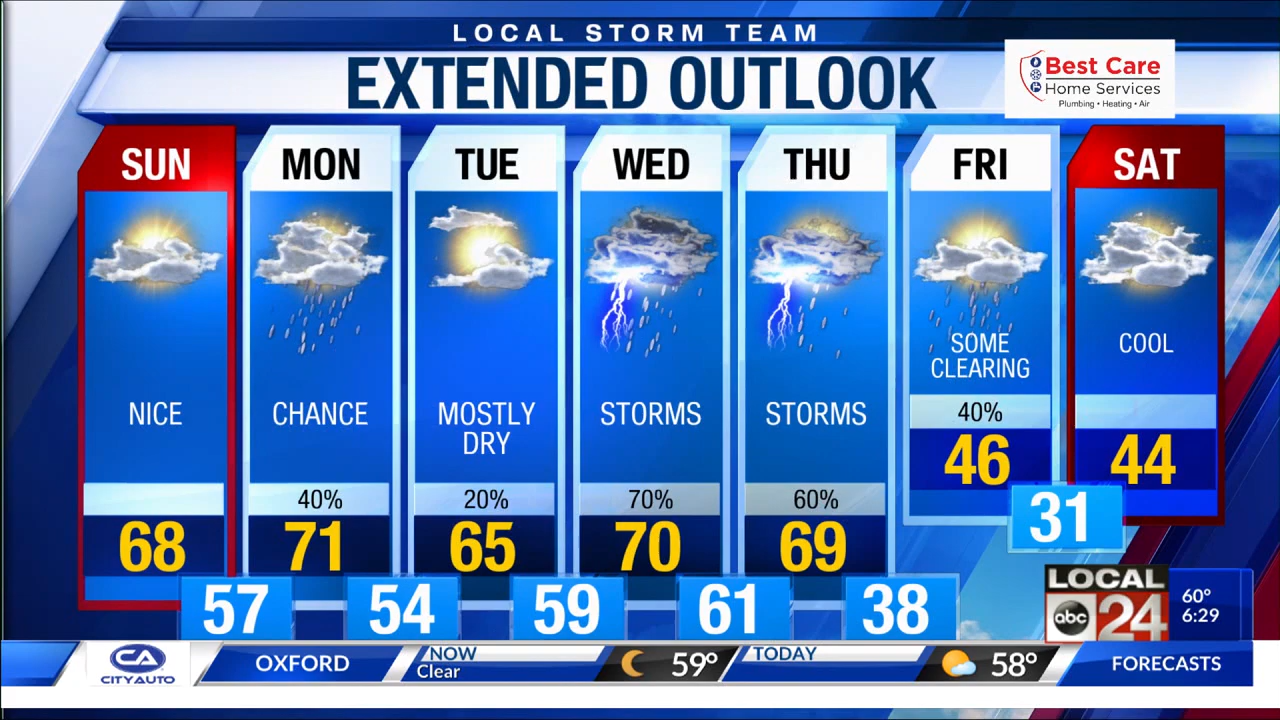 LOCAL STORM TEAM
EXTENDED OUTLOOK
Best Care
Home Services
Plumbing • Heating • Air
SUN
MON
TUE
WED
THU
FRI
SAT
NICE
CHANCE
MOSTLY
DRY
STORMS
STORMS
SOME
CLEARING
COOL
40%
20%
70%
60%
40%
68
71
65
70
69
46
44
57
54
59
61
38
31
LOCAL
abc 24
60°
6:29
CA
CITY AUTO
OXFORD
NOW
Clear
59°
TODAY
58°
FORECASTS